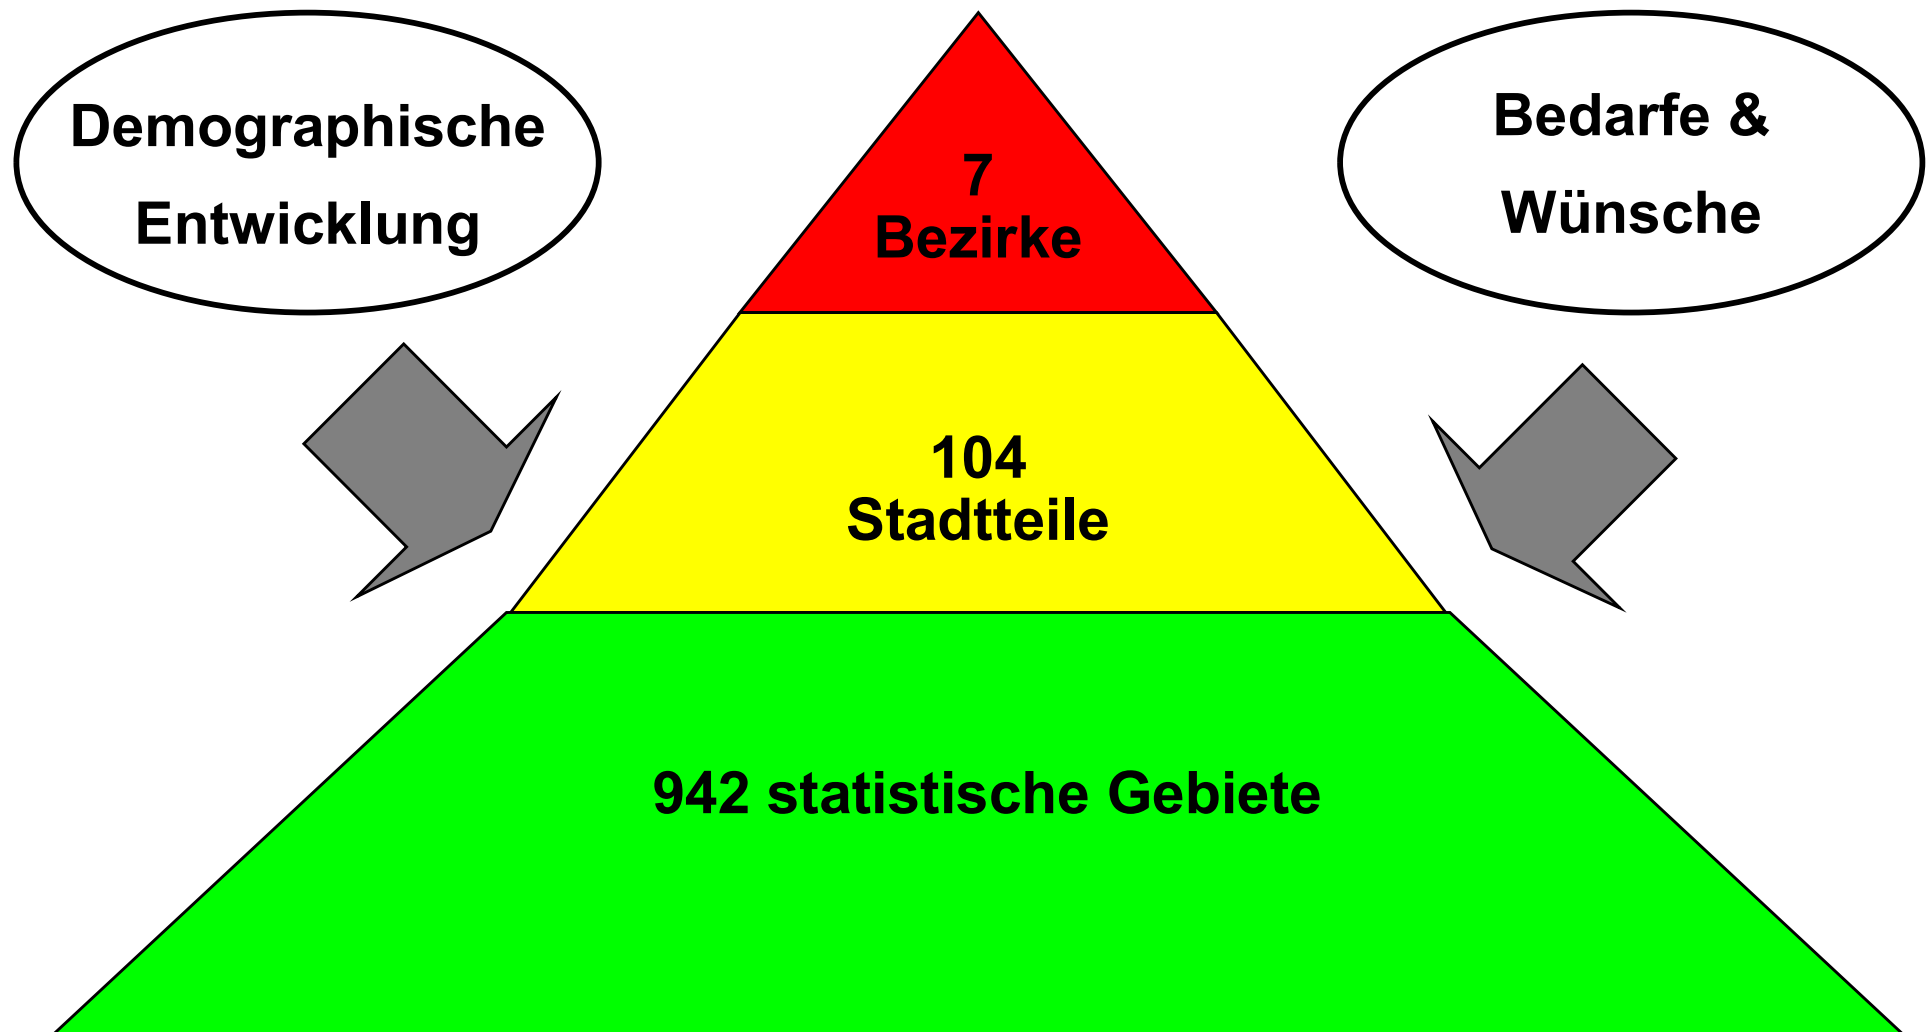 Demographische
Entwicklung
7
Bezirke
Bedarfe &
Wünsche
104
Stadtteile
942 statistische Gebiete